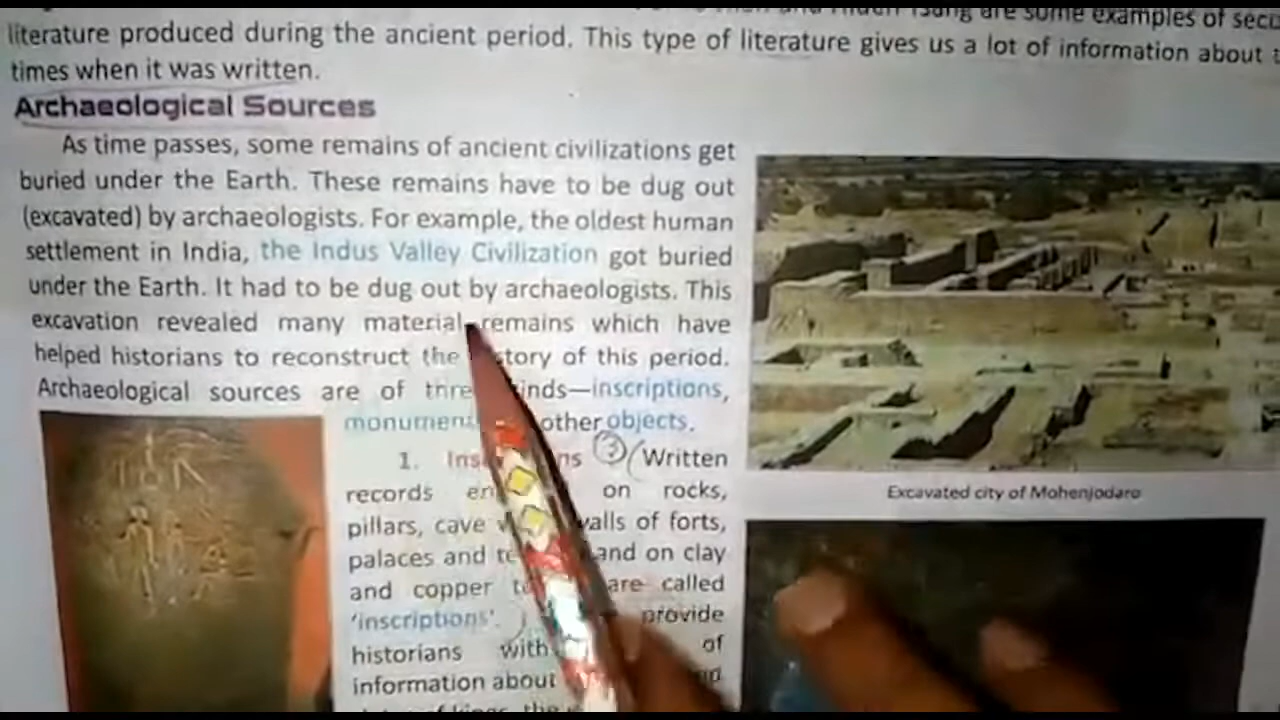 are some examples of
literature produced during the ancient period. This type of literature gives us a lot of information about
times when it was written.
Archaeological Sources
As time passes, some remains of ancient civilizations get
buried under the Earth. These remains have to be dug out
(excavated) by archaeologists. For example, the oldest human
settlement in India, the Indus Valley Civilization got buried
under the Earth. It had to be dug out by archaeologists. This
excavation revealed many material remains which have
helped historians to reconstruct the of this period.
Archaeological sources are of kinds—inscriptions,
other objects.
1. (Written
records on rocks,
pillars, cave walls of forts,
palaces and and on clay
and copper are called
'inscriptions'. provide
historians with of
information about
the
Excavated city of Mohenjodaro